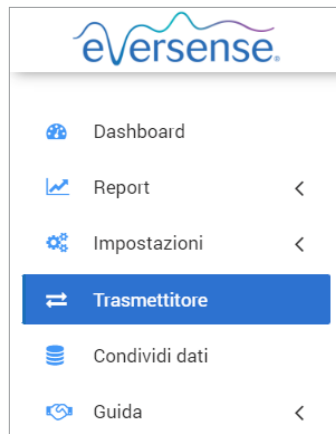 eversense.
Dashboard
Report
Impostazioni
Trasmettitore
Condividi dati
Guida